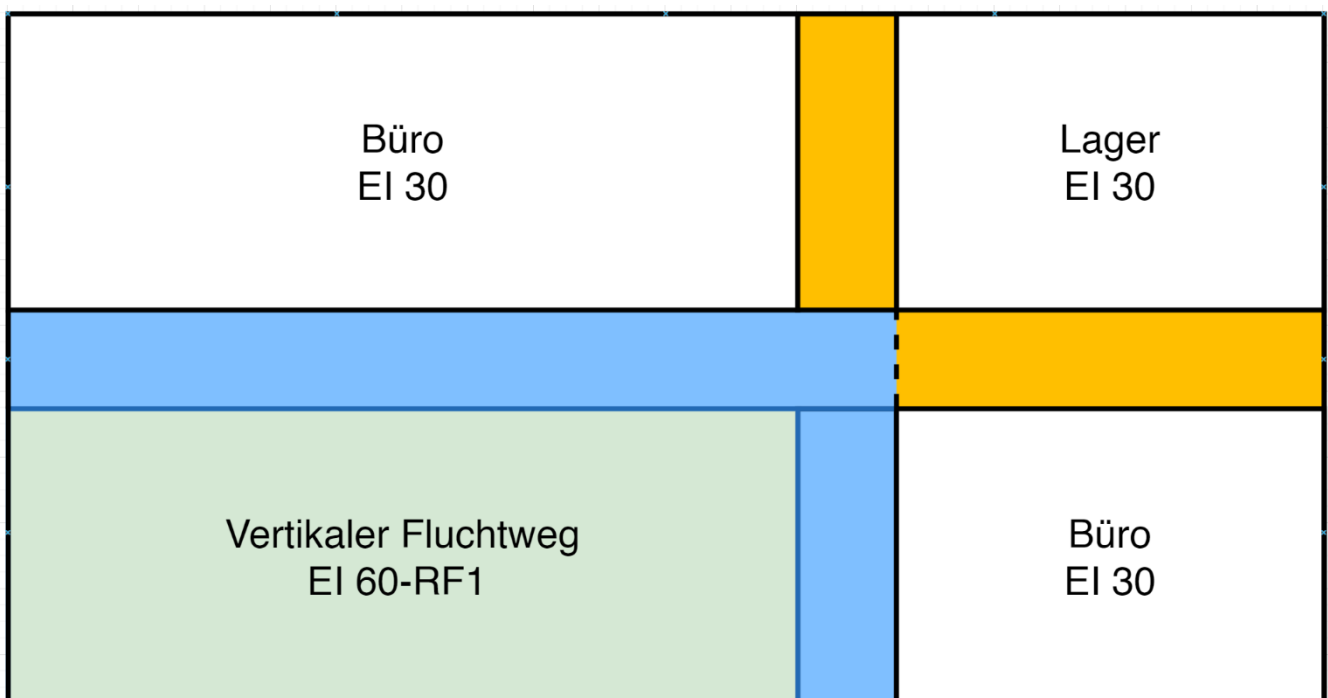 Büro
EI 30
Lager
EI 30
Vertikaler Fluchtweg
EI 60-RF1
Büro
EI 30